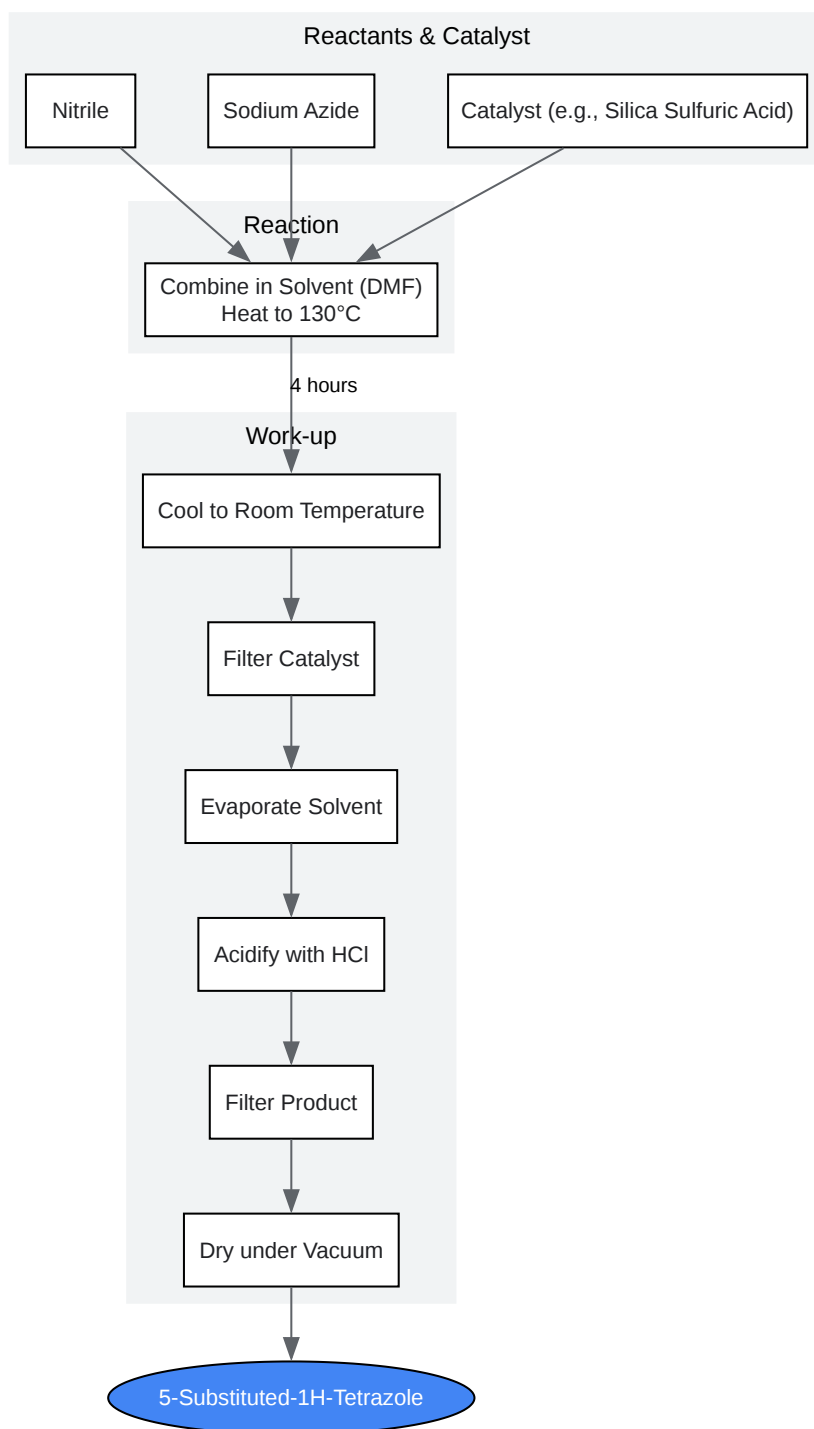 Reactants & Catalyst
Nitrile
Sodium Azide
Catalyst (e.g., Silica Sulfuric Acid)
Reaction
Combine in Solvent (DMF)
Heat to 130°C
4 hours
Work-up
Cool to Room Temperature
Filter Catalyst
Evaporate Solvent
Acidify with HCl
Filter Product
Dry under Vacuum
5-Substituted-1H-Tetrazole